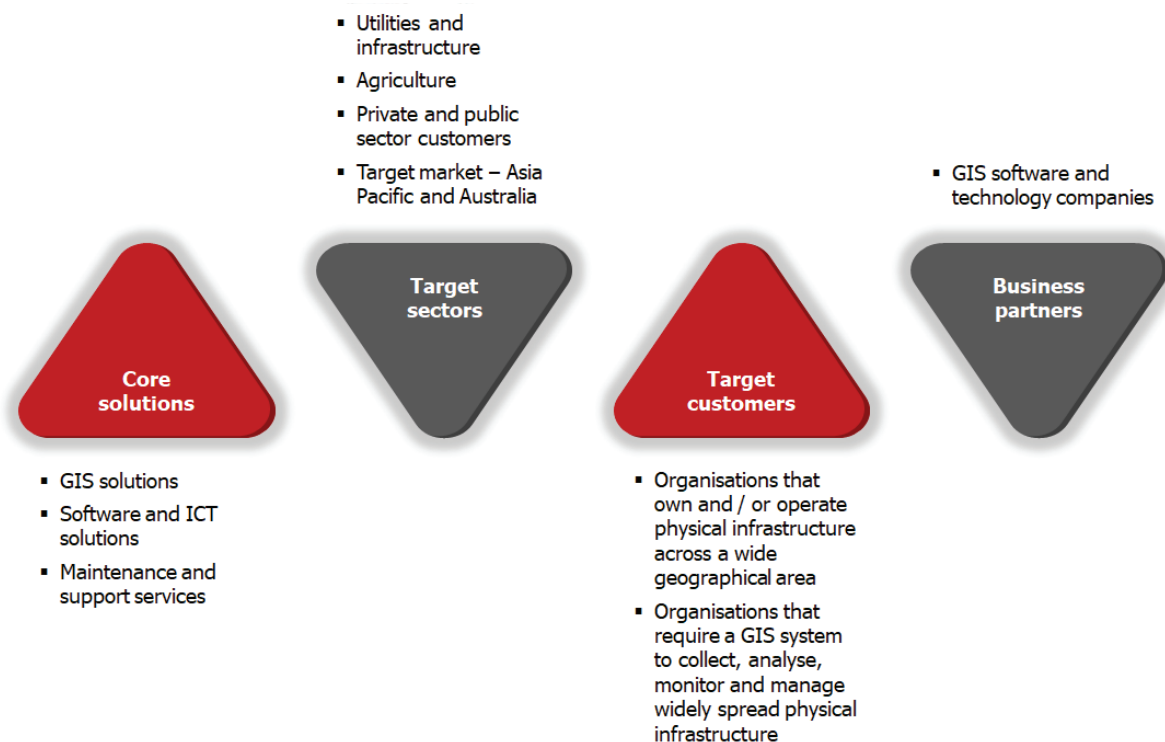 ▪ Utilities and
infrastructure
▪ Agriculture
▪ Private and public
sector customers
▪ Target market – Asia
Pacific and Australia
▪ GIS software and
technology companies
Core
solutions
Target
sectors
Target
customers
Business
partners
▪ GIS solutions
▪ Software and ICT
solutions
▪ Maintenance and
support services
▪ Organisations that
own and / or operate
physical infrastructure
across a wide
geographical area
▪ Organisations that
require a GIS system
to collect, analyse,
monitor and manage
widely spread physical
infrastructure